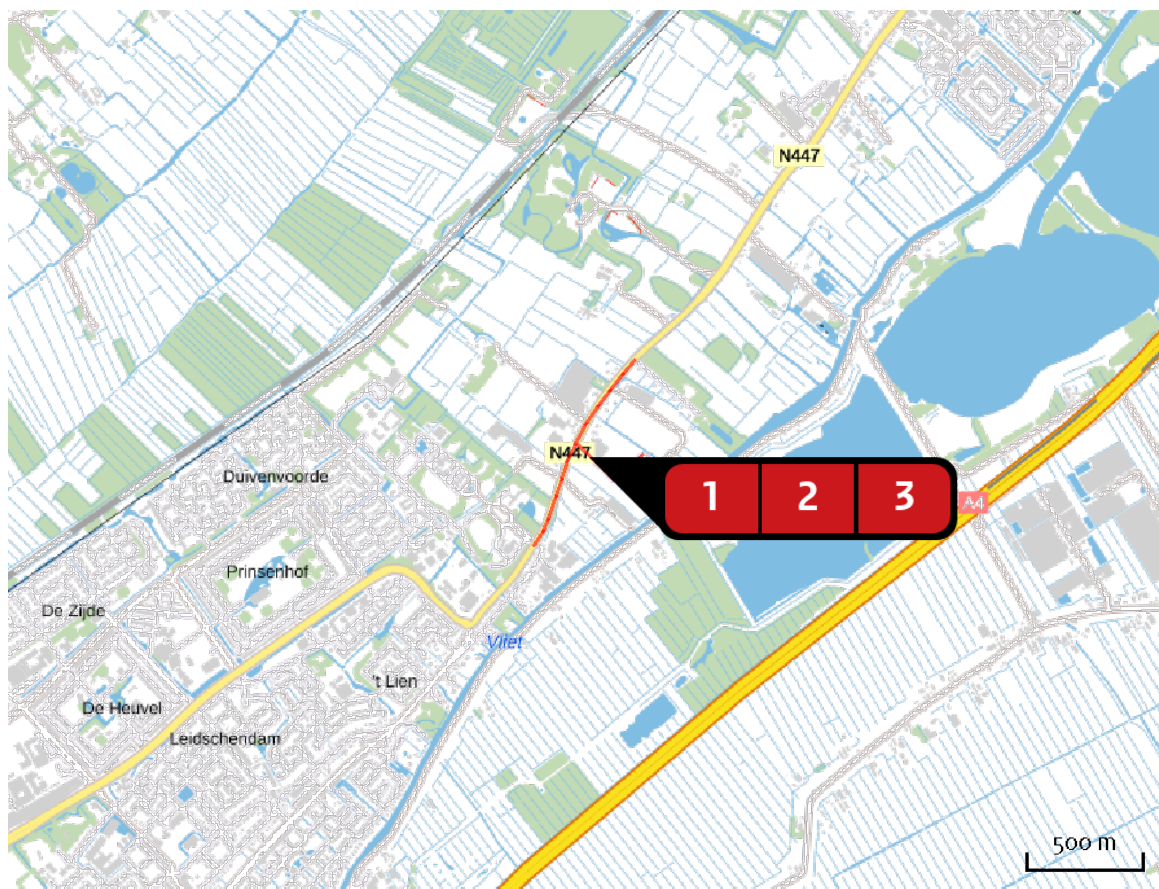 N447
N447
Duivenvoorde
1 2 3
A4
Prinsenhof
De Zijde
Vliet
't Lien
De Heuvel
Leidschendam
500 m